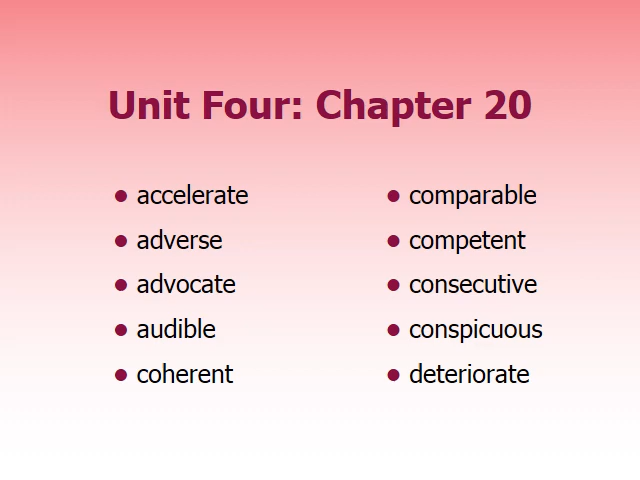 Unit Four: Chapter 20
• accelerate
• adverse
• advocate
• audible
• coherent
• comparable
• competent
• consecutive
• conspicuous
• deteriorate